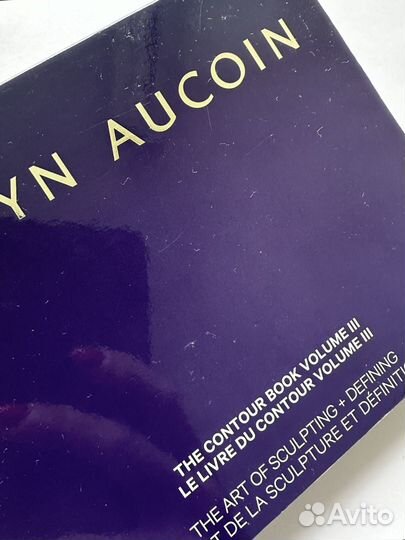 YN AUCOIN
THE CONTOUR BOOK VOLUME III
LE LIVRE DU CONTOUR VOLUME III
THE ART OF SCULPTING + DEFINING
T DE LA SCULPTURE ET DÉFINITI
Avito